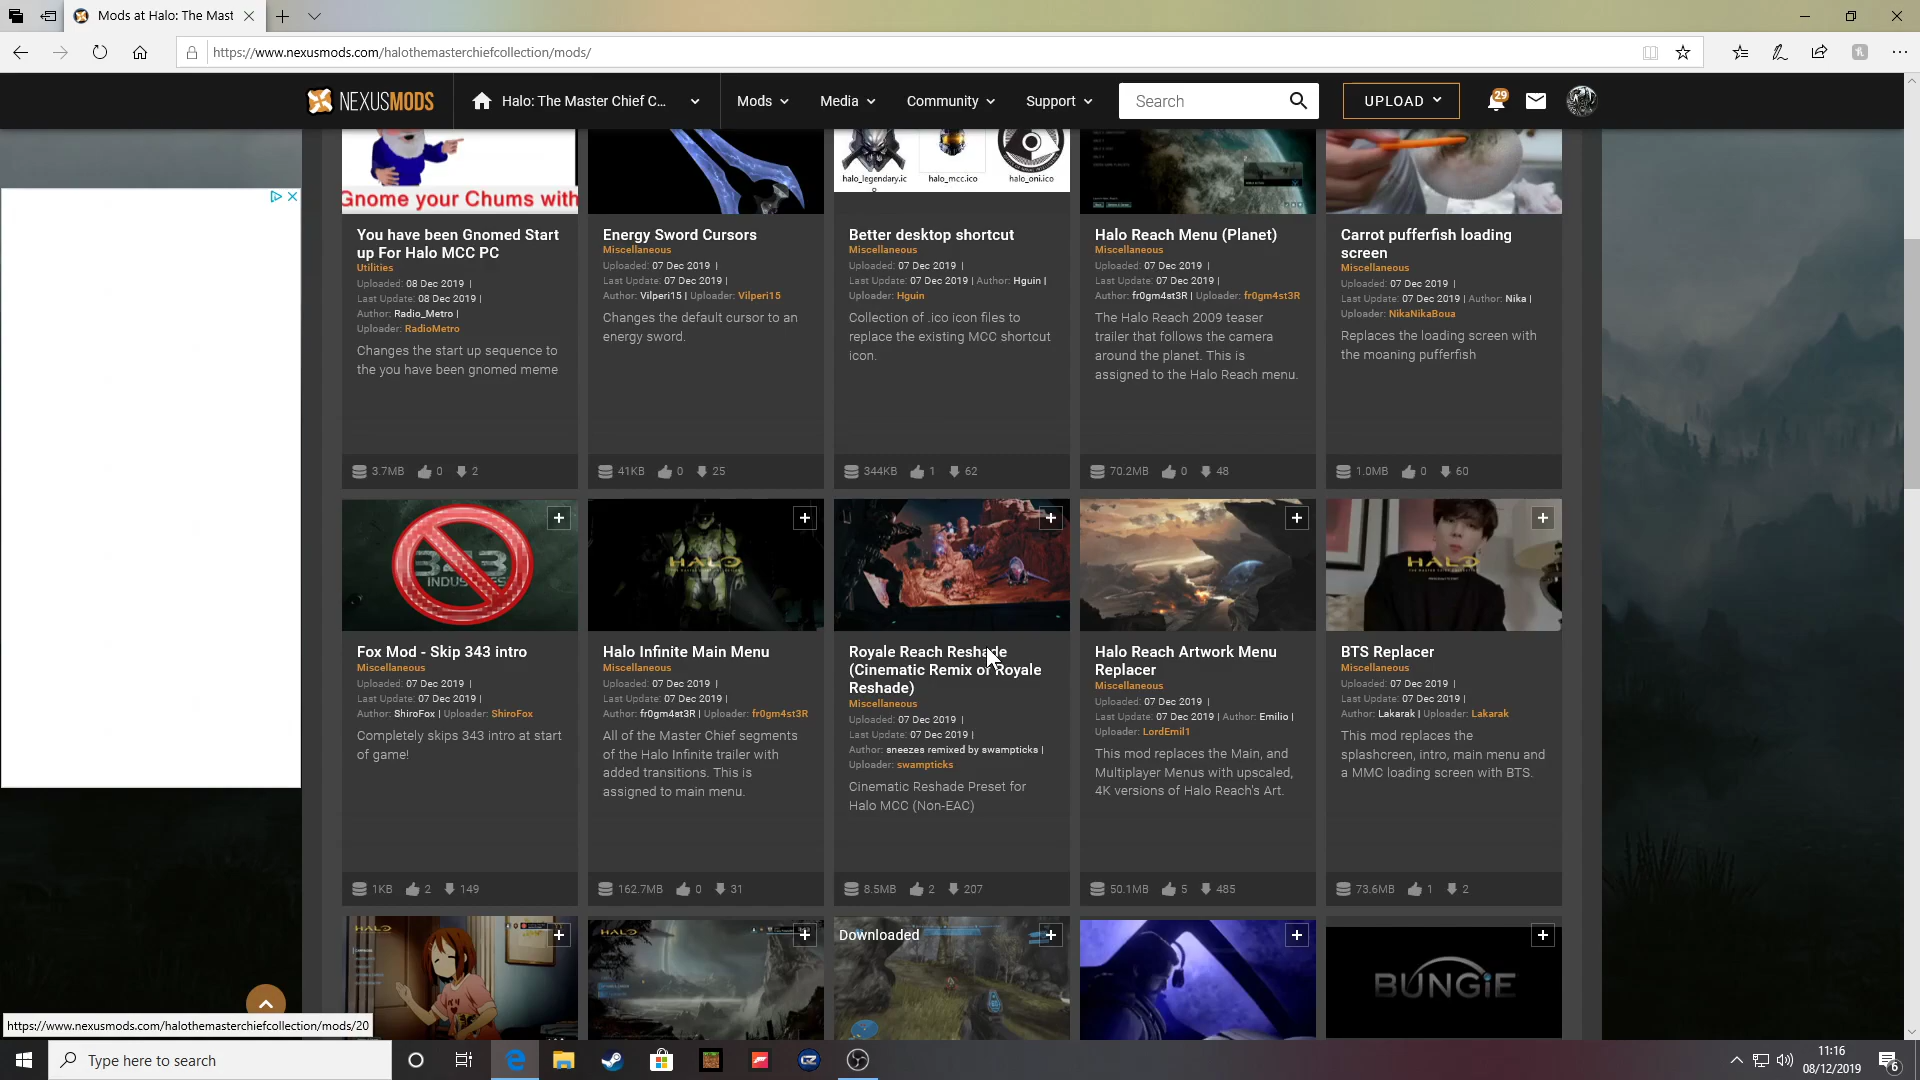 Mods at Halo: The Mast
https://www.nexusmods.com/halothemasterchiefcollection/mods/
NEXUSMODS
Halo: The Master Chief C...
Mods
Media
Community
Support
Search
UPLOAD
29
Gnome your Chums with
halo_legendary.ic
halo_mcc.ico
halo_oni.ico
You have been Gnomed Start
up For Halo MCC PC
Utilities
Uploaded: 08 Dec 2019 |
Last Update: 08 Dec 2019 |
Author: Radio_Metro |
Uploader: RadioMetro
Changes the start up sequence to
the you have been gnomed meme
3.7MB 0 2
Energy Sword Cursors
Miscellaneous
Uploaded: 07 Dec 2019 |
Last Update: 07 Dec 2019 |
Author: Vilperi15 | Uploader: Vilperi15
Changes the default cursor to an
energy sword.
41KB 0 25
Better desktop shortcut
Miscellaneous
Uploaded: 07 Dec 2019 |
Last Update: 07 Dec 2019 | Author: Hguin |
Uploader: Hguin
Collection of .ico icon files to
replace the existing MCC shortcut
icon.
344KB 1 62
Halo Reach Menu (Planet)
Miscellaneous
Uploaded: 07 Dec 2019 |
Last Update: 07 Dec 2019 |
Author: fr0gm4st3R | Uploader: fr0gm4st3R
The Halo Reach 2009 teaser
trailer that follows the camera
around the planet. This is
assigned to the Halo Reach menu.
70.2MB 0 48
Carrot pufferfish loading
screen
Miscellaneous
Uploaded: 07 Dec 2019 |
Last Update: 07 Dec 2019 | Author: Nika |
Uploader: NikaNikaBoua
Replaces the loading screen with
the moaning pufferfish
1.0MB 0 60
343
INDUSTRIES
Fox Mod - Skip 343 intro
Miscellaneous
Uploaded: 07 Dec 2019 |
Last Update: 07 Dec 2019 |
Author: ShiroFox | Uploader: ShiroFox
Completely skips 343 intro at start
of game!
1KB 2 149
HALO
Halo Infinite Main Menu
Miscellaneous
Uploaded: 07 Dec 2019 |
Last Update: 07 Dec 2019 |
Author: fr0gm4st3R | Uploader: fr0gm4st3R
All of the Master Chief segments
of the Halo Infinite trailer with
added transitions. This is
assigned to main menu.
162.7MB 0 31
Royale Reach Reshade
(Cinematic Remix of Royale
Reshade)
Miscellaneous
Uploaded: 07 Dec 2019 |
Last Update: 07 Dec 2019 |
Author: sneezes remixed by swampticks |
Uploader: swampticks
Cinematic Reshade Preset for
Halo MCC (Non-EAC)
8.5MB 2 207
Halo Reach Artwork Menu
Replacer
Miscellaneous
Uploaded: 07 Dec 2019 |
Last Update: 07 Dec 2019 | Author: Emilio |
Uploader: LordEmil1
This mod replaces the Main, and
Multiplayer Menus with upscaled,
4K versions of Halo Reach's Art.
50.1MB 5 485
HALO
BTS Replacer
Miscellaneous
Uploaded: 07 Dec 2019 |
Last Update: 07 Dec 2019 |
Author: Lakarak | Uploader: Lakarak
This mod replaces the
splashcreen, intro, main menu and
a MMC loading screen with BTS.
73.6MB 1 2
HALO
HALO
Downloaded
BUNGIE
https://www.nexusmods.com/halothemasterchiefcollection/mods/20
Type here to search
11:16
08/12/2019
6